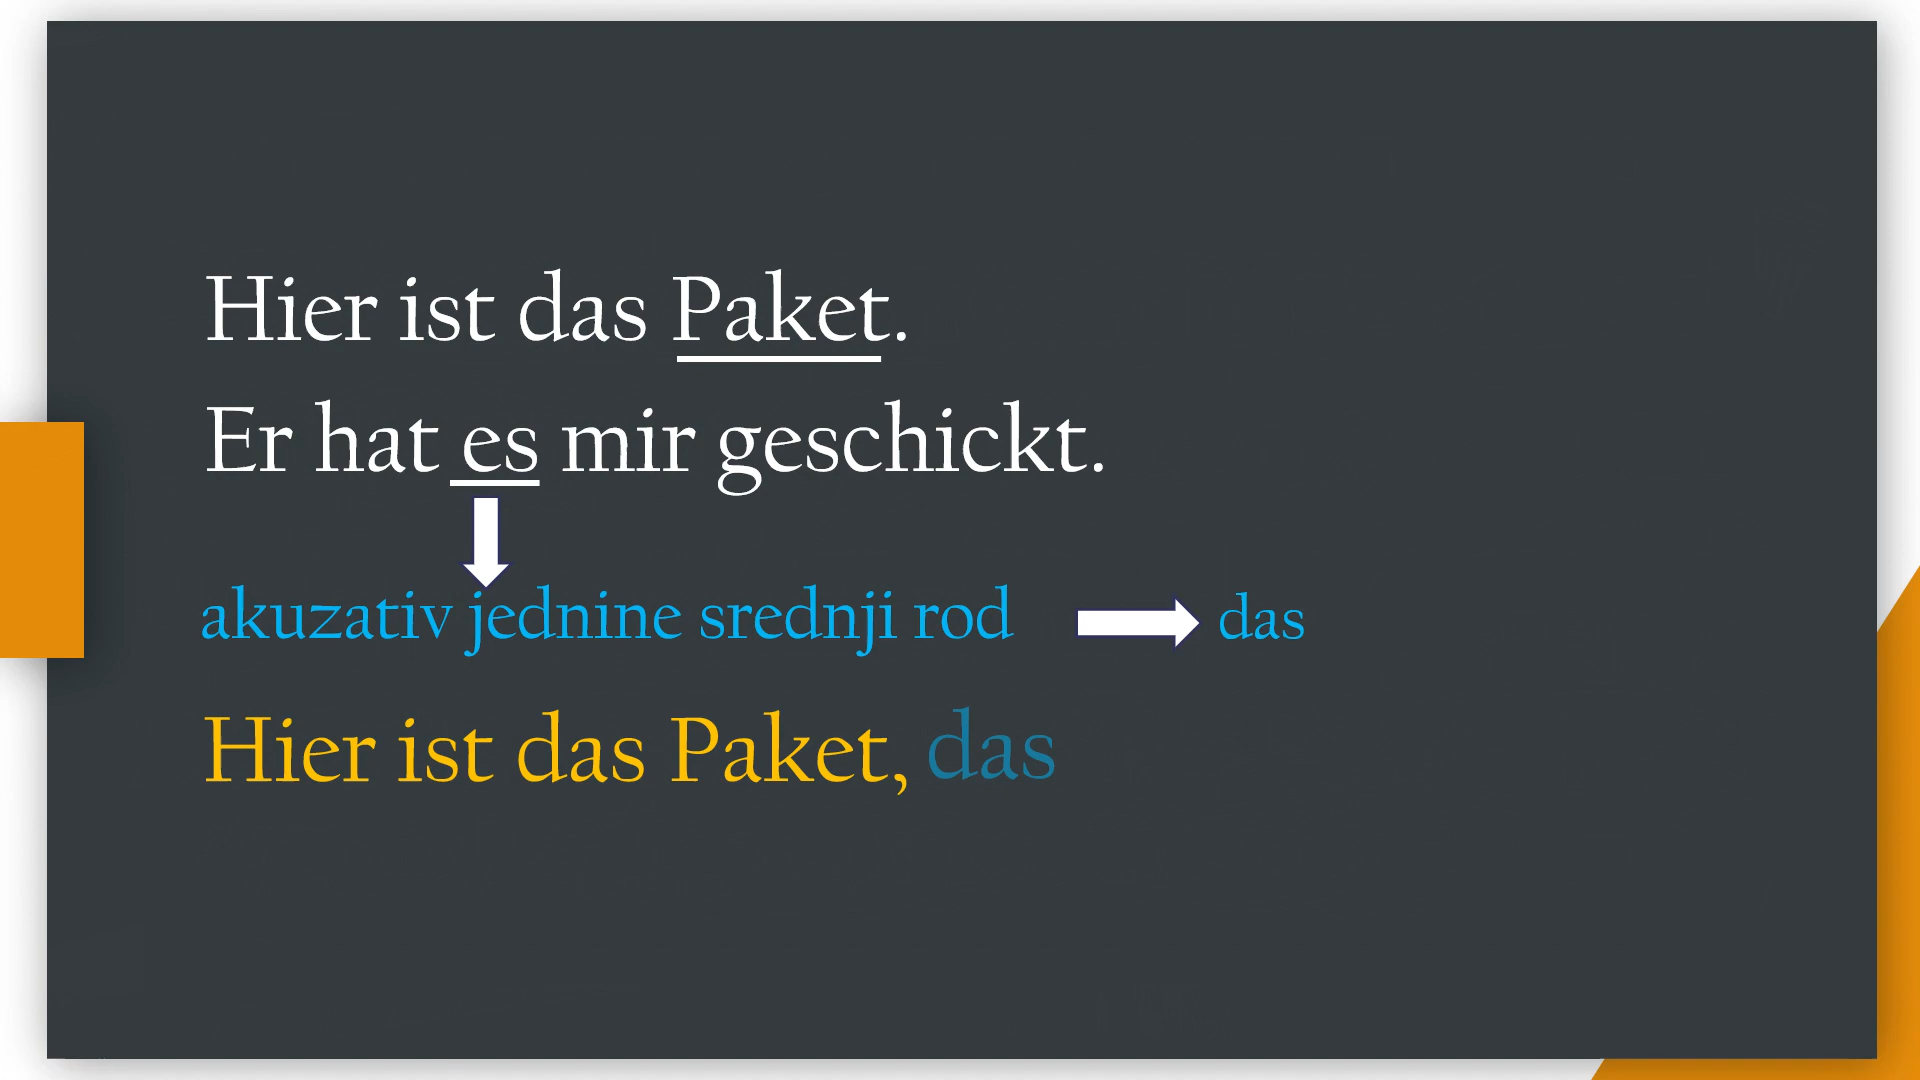 Hier ist das Paket.
Er hat es mir geschickt.
akuzativ jednine srednji rod das
Hier ist das Paket, das